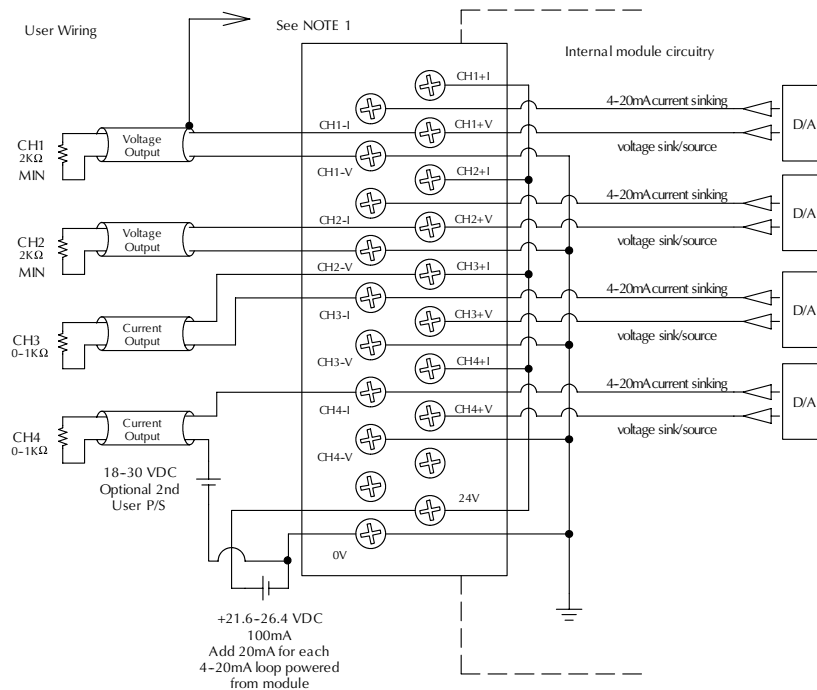 User Wiring
See NOTE 1
Internal module circuitry
CH1+I
4-20mA current sinking
CH1-I
CH1+V
voltage sink/source
D/A
CH1
2KΩ
MIN
Voltage
Output
CH1-V
CH2+I
4-20mA current sinking
CH2-I
CH2+V
voltage sink/source
D/A
CH2
2KΩ
MIN
Voltage
Output
CH2-V
CH3+I
4-20mA current sinking
CH3-I
CH3+V
voltage sink/source
D/A
CH3
0-1KΩ
Current
Output
CH3-V
CH4+I
4-20mA current sinking
CH4-I
CH4+V
voltage sink/source
D/A
CH4
0-1KΩ
Current
Output
CH4-V
18-30 VDC
Optional 2nd
User P/S
24V
0V
+21.6-26.4 VDC
100mA
Add 20mA for each
4-20mA loop powered
from module